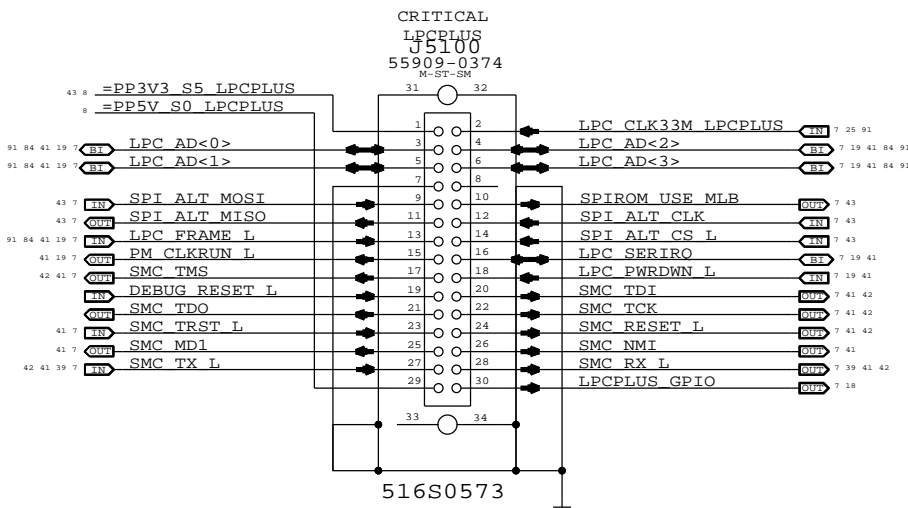 CRITICAL
LPCPLUS
J5100
55909-0374
M-ST-SM
31 32
43 8 =PP3V3_S5_LPCPLUS
8 =PP5V_S0_LPCPLUS
1 2 LPC_CLK33M_LPCPLUS IN 7 25 91
91 84 41 19 7 BI LPC_AD<0> 3 4 LPC_AD<2> BI 7 19 41 84 91
91 84 41 19 7 BI LPC_AD<1> 5 6 LPC_AD<3> BI 7 19 41 84 91
7 8
43 7 IN SPI_ALT_MOSI 9 10 SPIROM_USE_MLB OUT 7 43
43 7 OUT SPI_ALT_MISO 11 12 SPI_ALT_CLK IN 7 43
91 84 41 19 7 IN LPC_FRAME_L 13 14 SPI_ALT_CS_L IN 7 43
41 19 7 OUT PM_CLKRUN_L 15 16 LPC_SERIRQ BI 7 19 41
42 41 7 OUT SMC_TMS 17 18 LPC_PWRDWN_L IN 7 19 41
IN DEBUG_RESET_L 19 20 SMC_TDI OUT 7 41 42
OUT SMC_TDO 21 22 SMC_TCK OUT 7 41 42
41 7 IN SMC_TRST_L 23 24 SMC_RESET_L OUT 7 41 42
41 7 OUT SMC_MD1 25 26 SMC_NMI OUT 7 41
42 41 39 7 IN SMC_TX_L 27 28 SMC_RX_L OUT 7 39 41 42
29 30 LPCPLUS_GPIO OUT 7 18
33 34
516S0573